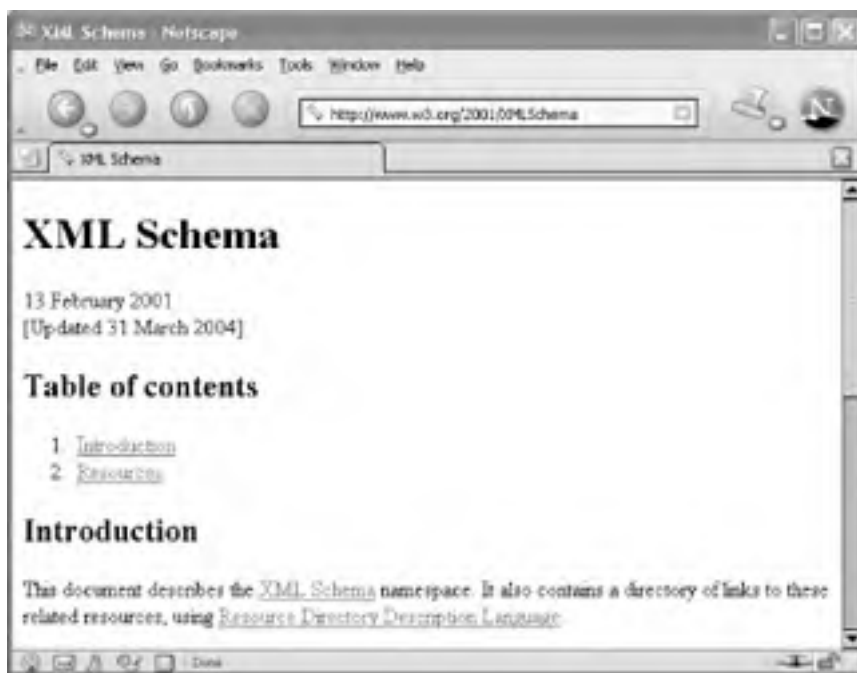 XML Schema - Netscape
File Edit View Go Bookmarks Tools Window Help
http://www.w3.org/2001/XMLSchema
XML Schema
XML Schema
13 February 2001
[Updated 31 March 2004]
Table of contents
1 Introduction
2 Resources
Introduction
This document describes the XML Schema namespace. It also contains a directory of links to these
related resources, using Resource Directory Description Language.
Done